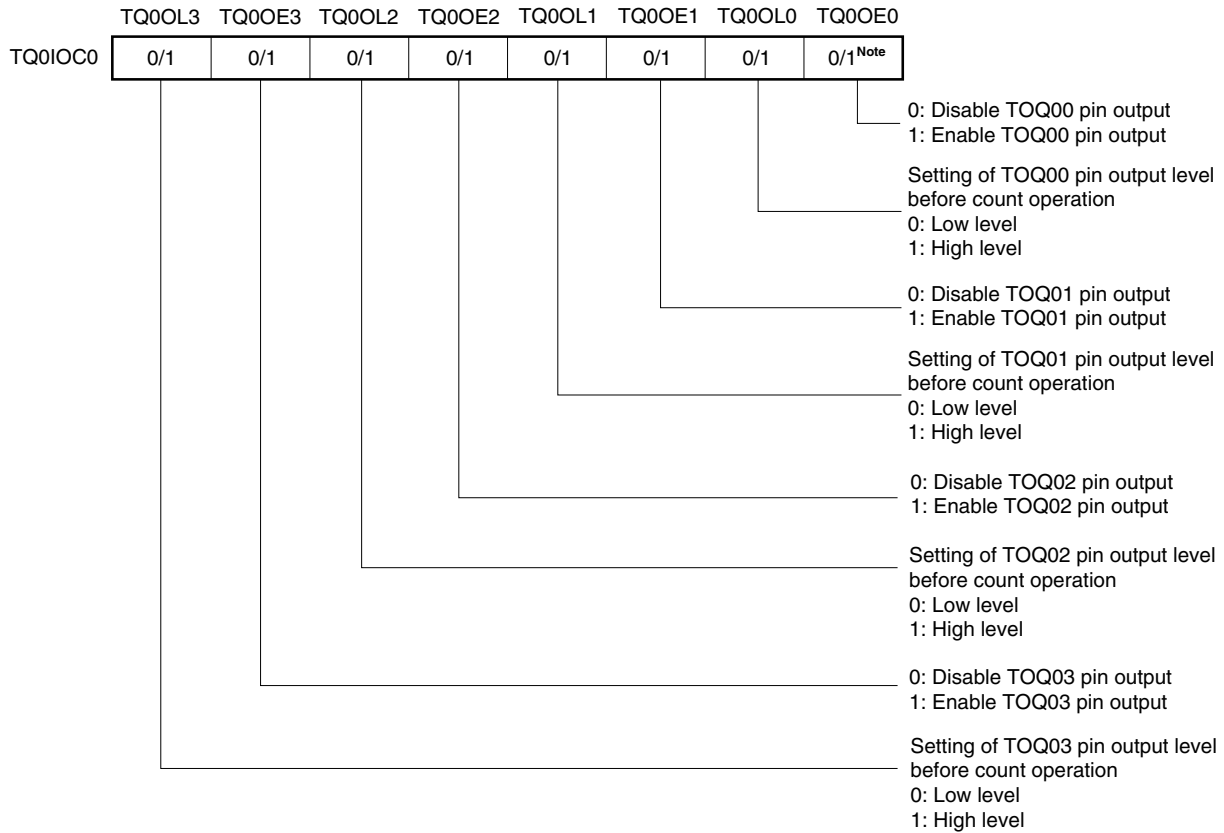 TQ0OL3 TQ0OE3 TQ0OL2 TQ0OE2 TQ0OL1 TQ0OE1 TQ0OL0 TQ0OE0
TQ0IOC0 0/1 0/1 0/1 0/1 0/1 0/1 0/1 0/1Note
0: Disable TOQ00 pin output
1: Enable TOQ00 pin output
Setting of TOQ00 pin output level
before count operation
0: Low level
1: High level
0: Disable TOQ01 pin output
1: Enable TOQ01 pin output
Setting of TOQ01 pin output level
before count operation
0: Low level
1: High level
0: Disable TOQ02 pin output
1: Enable TOQ02 pin output
Setting of TOQ02 pin output level
before count operation
0: Low level
1: High level
0: Disable TOQ03 pin output
1: Enable TOQ03 pin output
Setting of TOQ03 pin output level
before count operation
0: Low level
1: High level